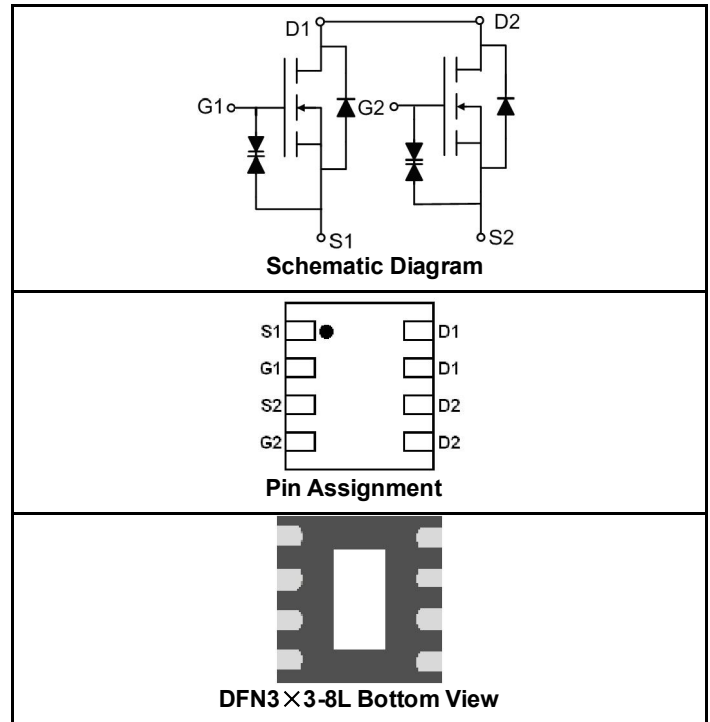 D1 D2
G1 G2
S1 S2
Schematic Diagram
S1 D1
G1 D1
S2 D2
G2 D2
Pin Assignment
DFN3×3-8L Bottom View